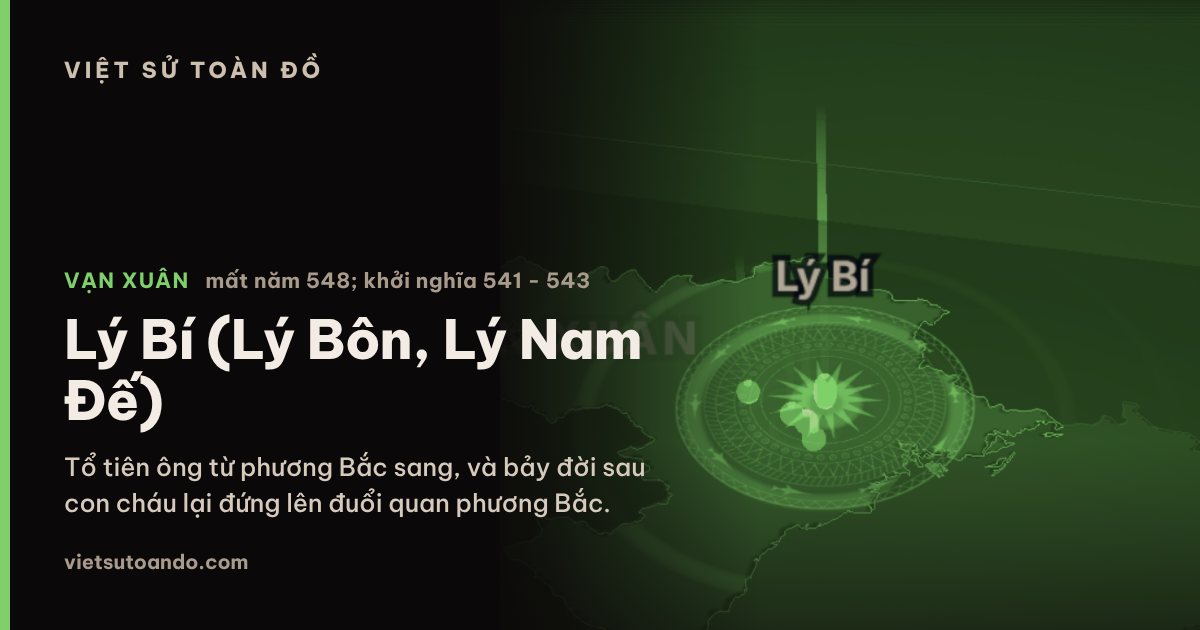 VIỆT SỬ TOÀN ĐỒ
VẠN XUÂN mất năm 548; khởi nghĩa 541 - 543
Lý Bí (Lý Bôn, Lý Nam
Đế)
Tổ tiên ông từ phương Bắc sang, và bảy đời sau
con cháu lại đứng lên đuổi quan phương Bắc.
vietsutoando.com
Lý Bí